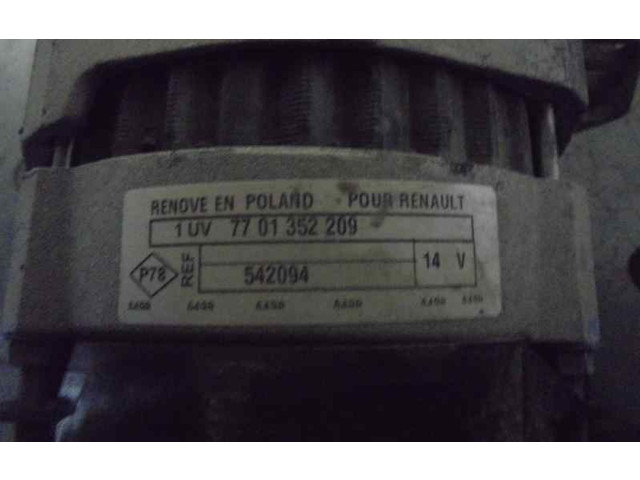 RENOVE EN POLAND POUR RENAULT
1 UV 77 01 352 209
P78 REF 542094 14 V